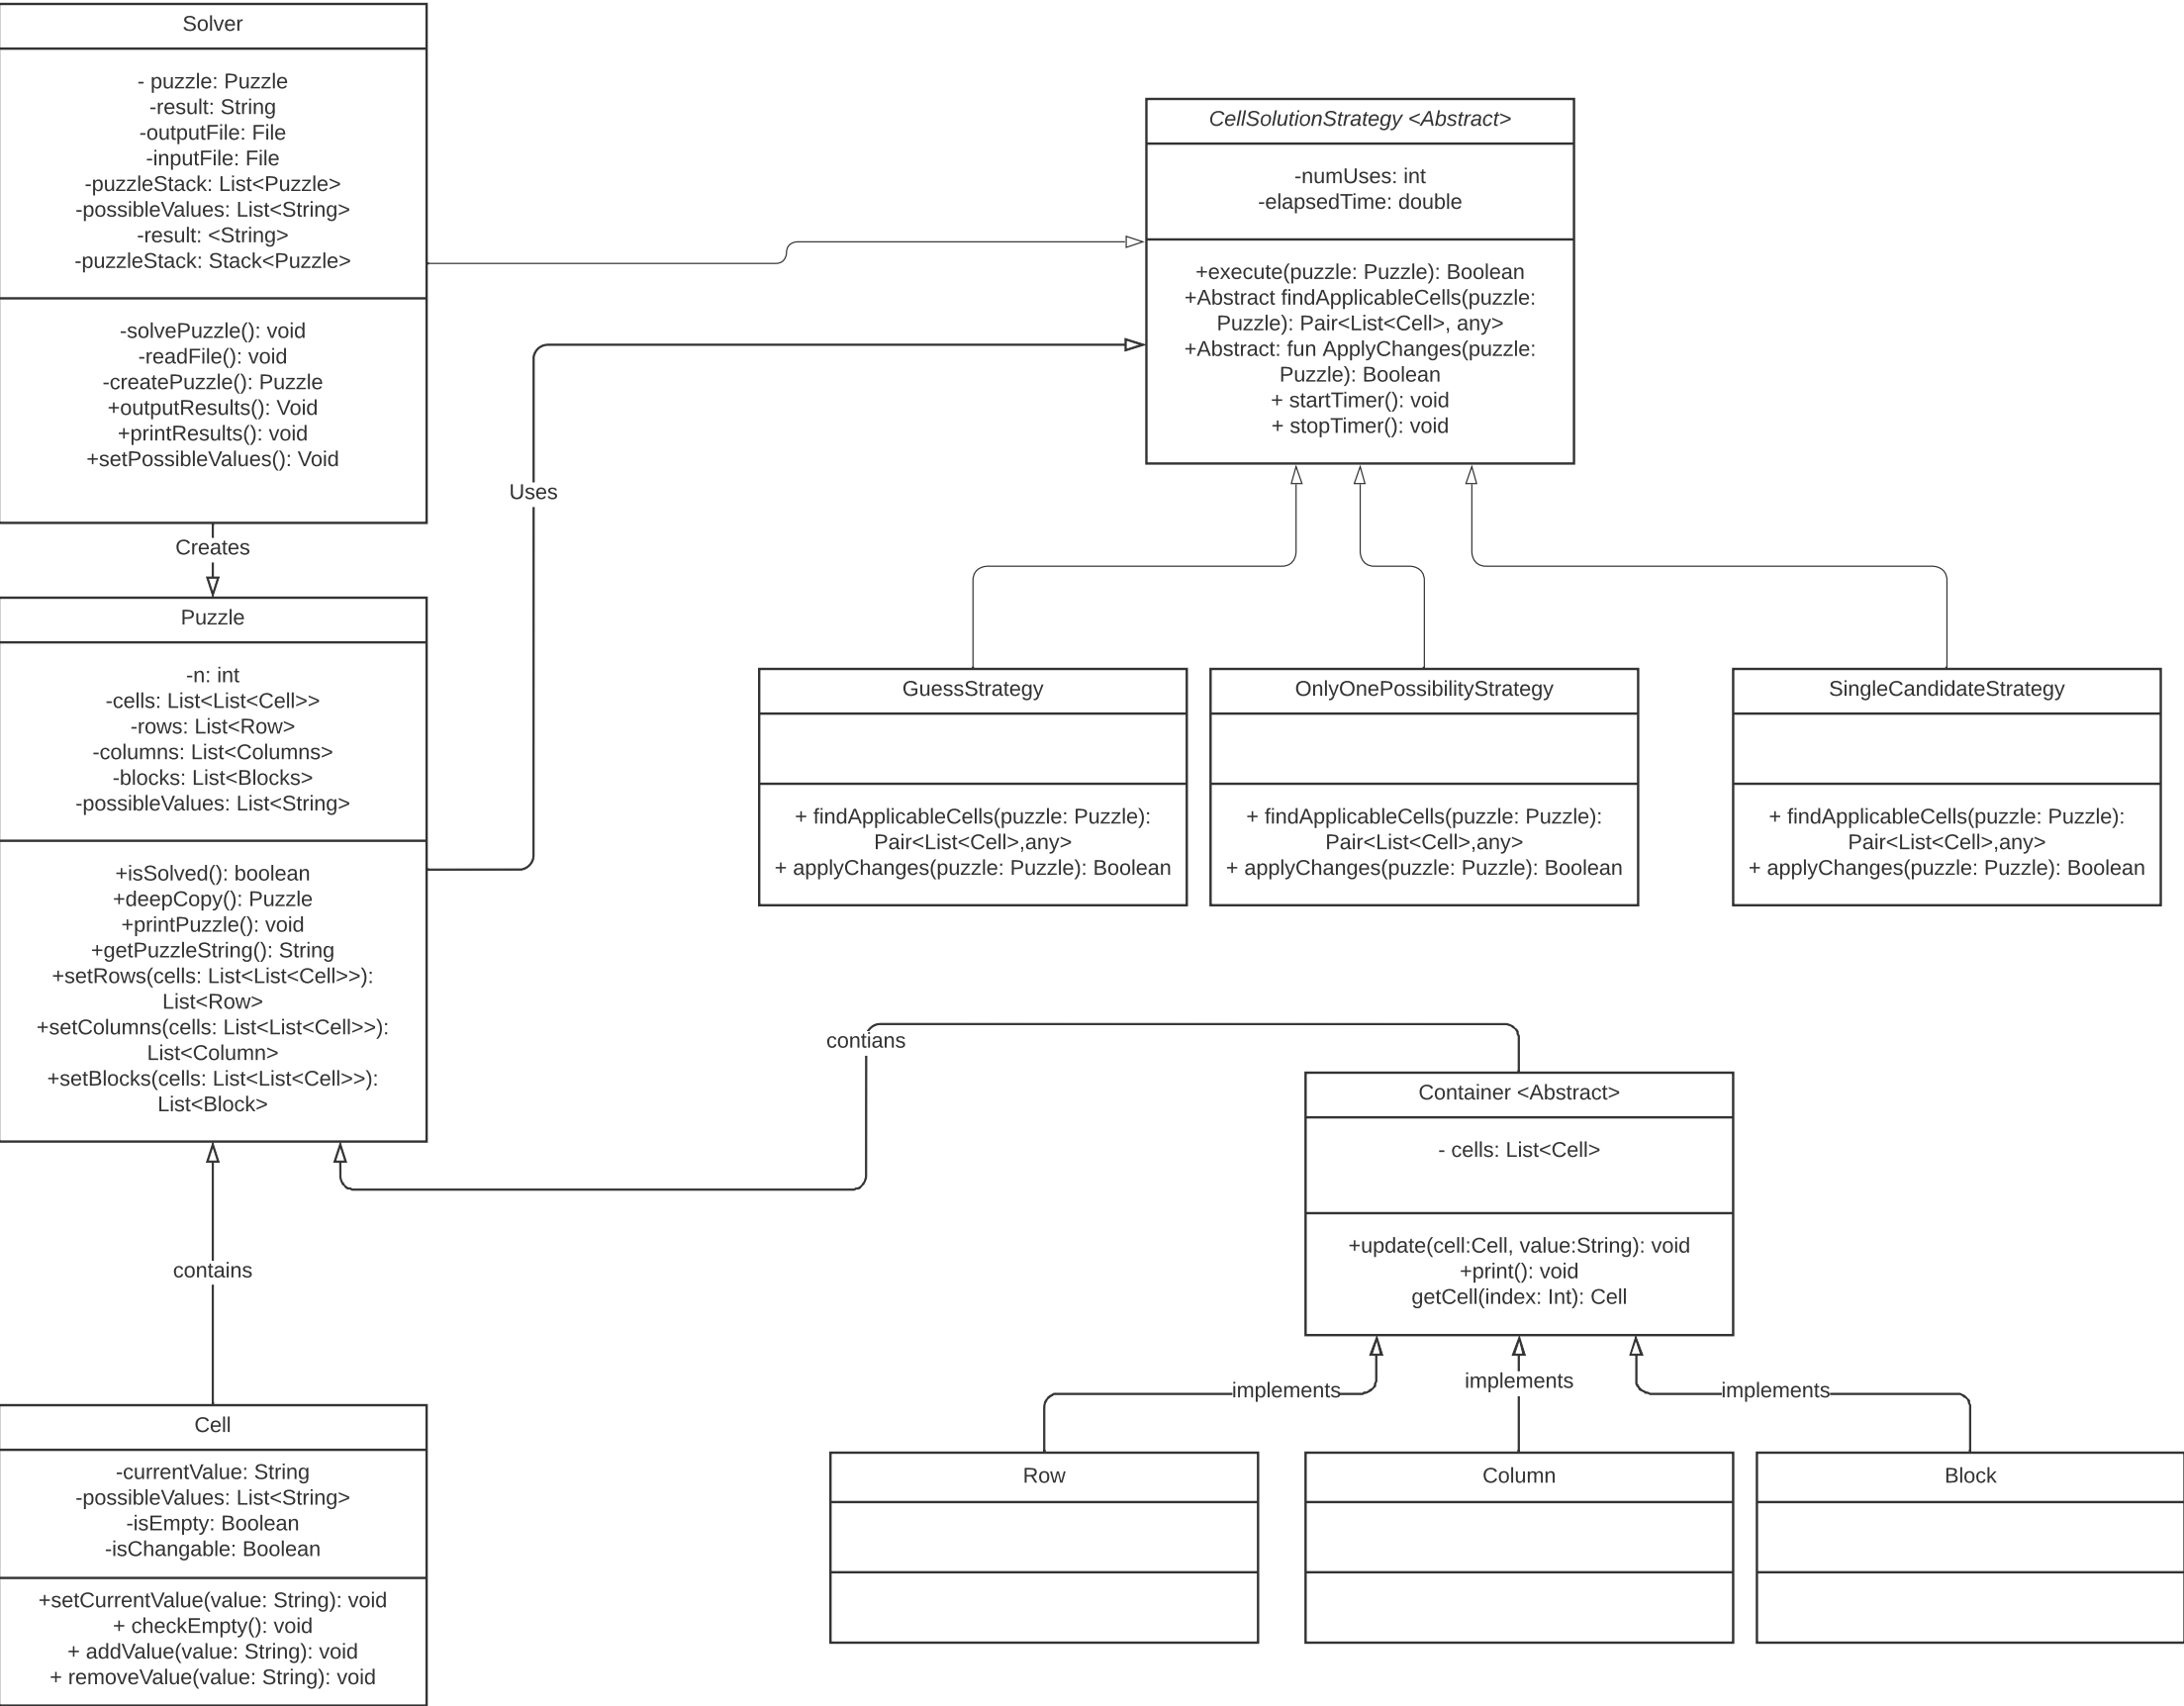 Solver
- puzzle: Puzzle
-result: String
-outputFile: File
-inputFile: File
-puzzleStack: List<Puzzle>
-possibleValues: List<String>
-result: <String>
-puzzleStack: Stack<Puzzle>
-solvePuzzle(): void
-readFile(): void
-createPuzzle(): Puzzle
+outputResults(): Void
+printResults(): void
+setPossibleValues(): Void
CellSolutionStrategy <Abstract>
-numUses: int
-elapsedTime: double
+execute(puzzle: Puzzle): Boolean
+Abstract findApplicableCells(puzzle:
Puzzle): Pair<List<Cell>, any>
+Abstract: fun ApplyChanges(puzzle:
Puzzle): Boolean
+ startTimer(): void
+ stopTimer(): void
Uses
Creates
Puzzle
-n: int
-cells: List<List<Cell>>
-rows: List<Row>
-columns: List<Columns>
-blocks: List<Blocks>
-possibleValues: List<String>
+isSolved(): boolean
+deepCopy(): Puzzle
+printPuzzle(): void
+getPuzzleString(): String
+setRows(cells: List<List<Cell>>):
List<Row>
+setColumns(cells: List<List<Cell>>):
List<Column>
+setBlocks(cells: List<List<Cell>>):
List<Block>
GuessStrategy
+ findApplicableCells(puzzle: Puzzle):
Pair<List<Cell>,any>
+ applyChanges(puzzle: Puzzle): Boolean
OnlyOnePossibilityStrategy
+ findApplicableCells(puzzle: Puzzle):
Pair<List<Cell>,any>
+ applyChanges(puzzle: Puzzle): Boolean
SingleCandidateStrategy
+ findApplicableCells(puzzle: Puzzle):
Pair<List<Cell>,any>
+ applyChanges(puzzle: Puzzle): Boolean
contians
Container <Abstract>
- cells: List<Cell>
+update(cell:Cell, value:String): void
+print(): void
getCell(index: Int): Cell
contains
implements
implements
implements
Cell
-currentValue: String
-possibleValues: List<String>
-isEmpty: Boolean
-isChangable: Boolean
+setCurrentValue(value: String): void
+ checkEmpty(): void
+ addValue(value: String): void
+ removeValue(value: String): void
Row
Column
Block